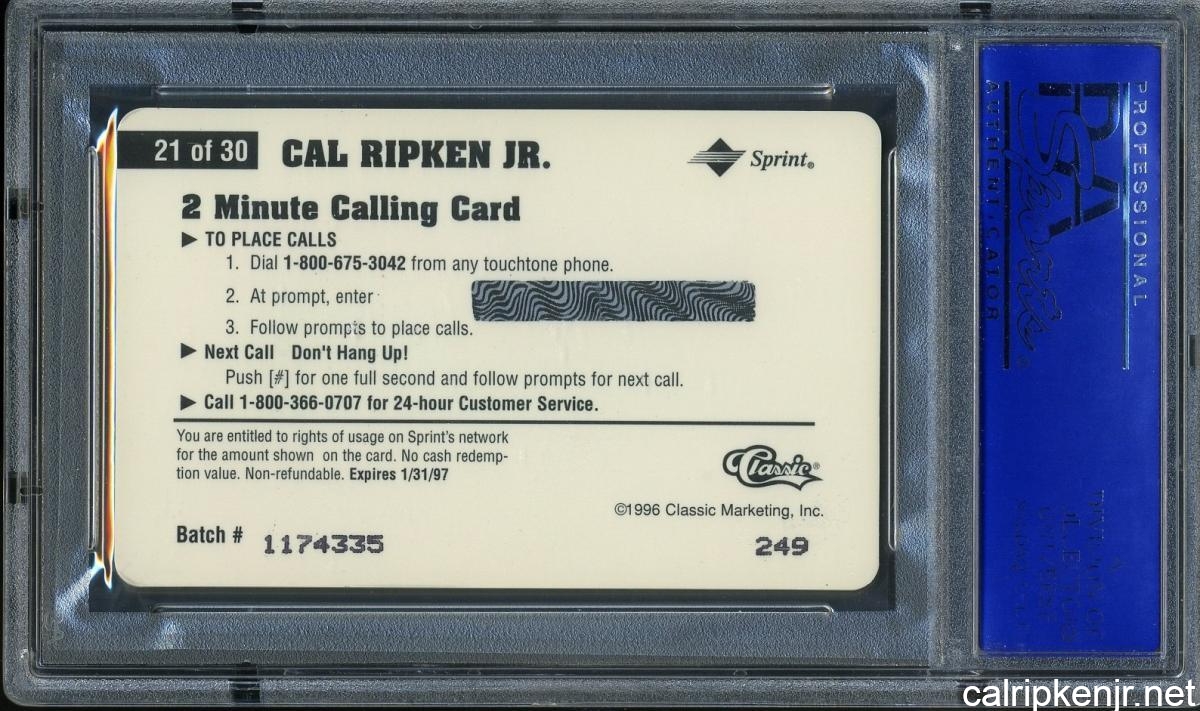 21 of 30 CAL RIPKEN JR.
Sprint®
2 Minute Calling Card
▶ TO PLACE CALLS
1. Dial 1-800-675-3042 from any touchtone phone.
2. At prompt, enter
3. Follow prompts to place calls.
▶ Next Call Don't Hang Up!
Push [#] for one full second and follow prompts for next call.
▶ Call 1-800-366-0707 for 24-hour Customer Service.
You are entitled to rights of usage on Sprint's network
for the amount shown on the card. No cash redemp-
tion value. Non-refundable. Expires 1/31/97
Classic®
©1996 Classic Marketing, Inc.
Batch # 1174335
249
PROFESSIONAL
PSA
Sports
AUTHENTICATOR
calripkenjr.net